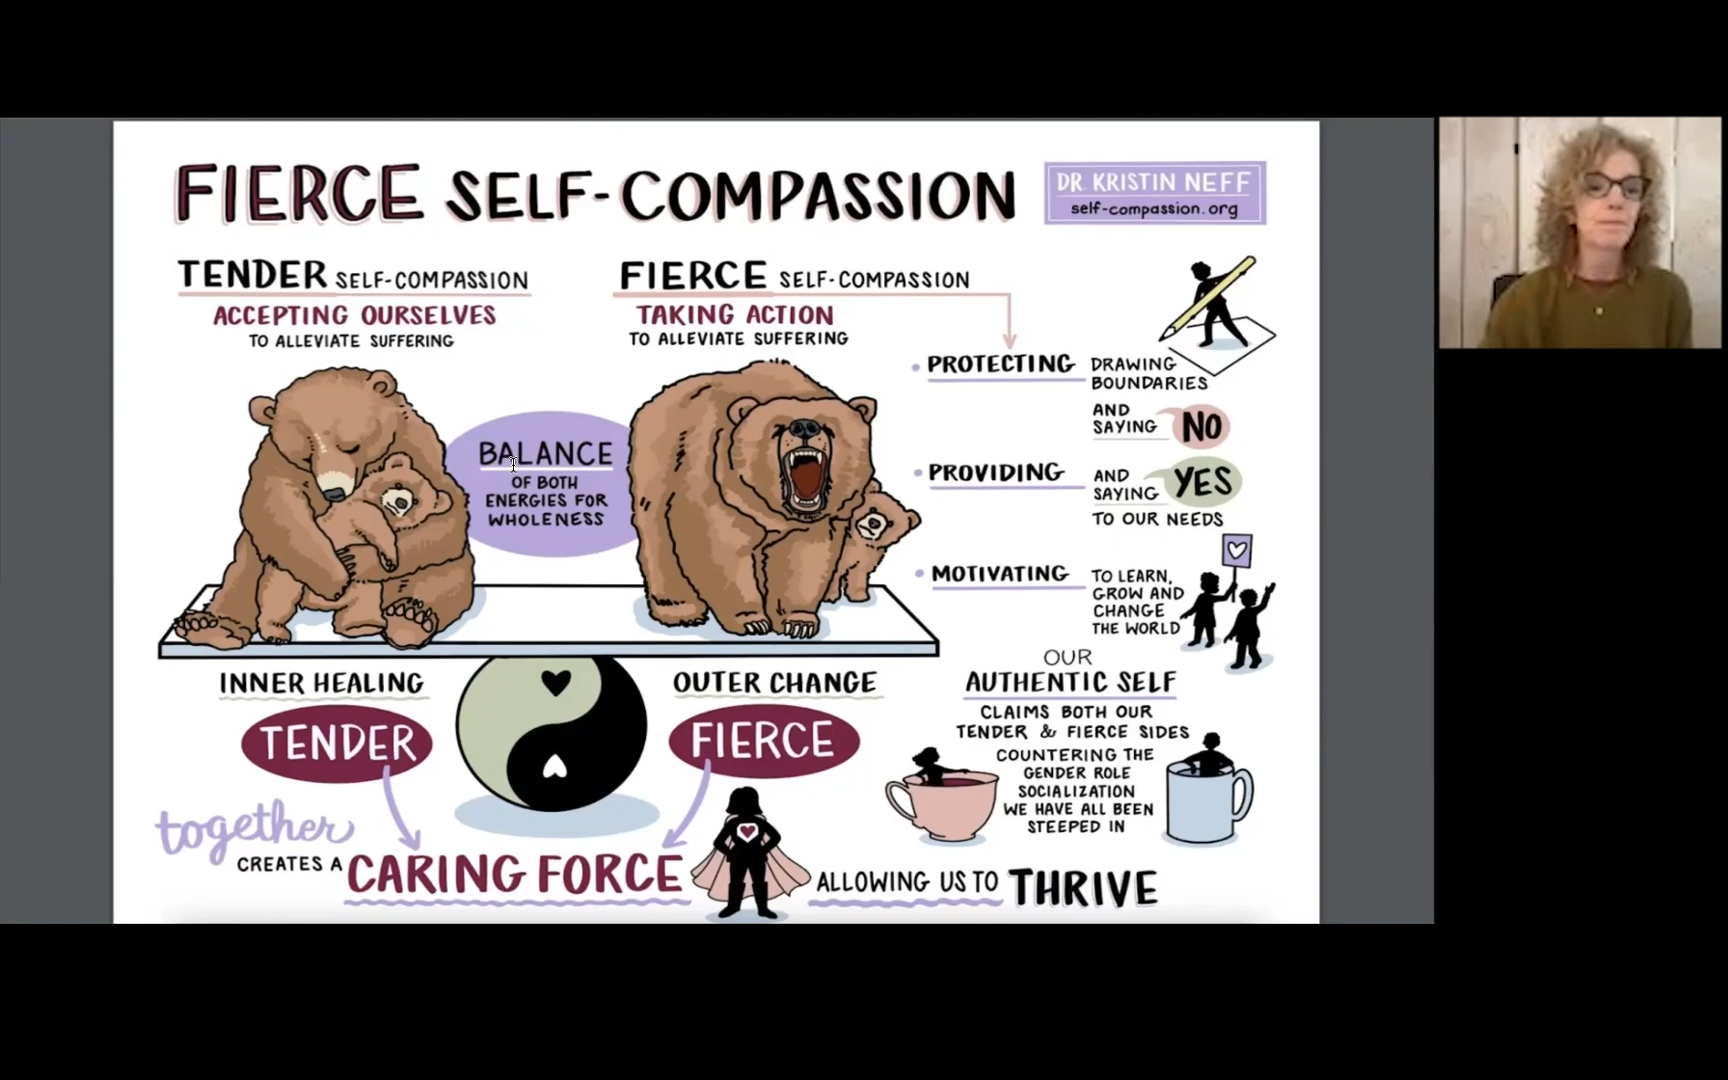 FIERCE SELF-COMPASSION
DR. KRISTIN NEFF
self-compassion.org
TENDER SELF-COMPASSION
ACCEPTING OURSELVES
TO ALLEVIATE SUFFERING
FIERCE SELF-COMPASSION
TAKING ACTION
TO ALLEVIATE SUFFERING
BALANCE
OF BOTH
ENERGIES FOR
WHOLENESS
• PROTECTING
DRAWING
BOUNDARIES
AND
SAYING NO
• PROVIDING
AND
SAYING YES
TO OUR NEEDS
• MOTIVATING
TO LEARN,
GROW AND
CHANGE
THE WORLD
INNER HEALING
TENDER
OUTER CHANGE
FIERCE
OUR
AUTHENTIC SELF
CLAIMS BOTH OUR
TENDER & FIERCE SIDES
COUNTERING THE
GENDER ROLE
SOCIALIZATION
WE HAVE ALL BEEN
STEEPED IN
together
CREATES A CARING FORCE
ALLOWING US TO THRIVE